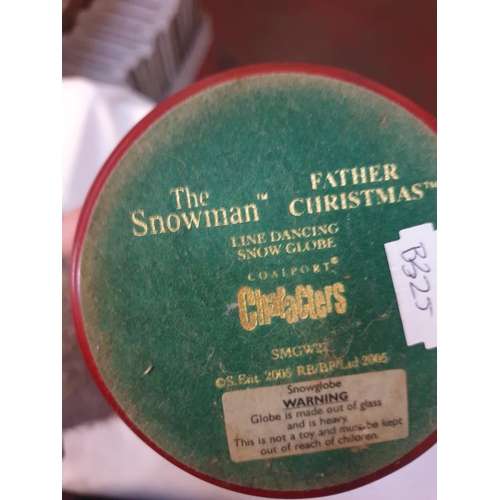 The Snowman™
FATHER CHRISTMAS™
LINE DANCING
SNOW GLOBE
COALPORT®
Characters
SMGW27
©S.Ent. 2005 RB/BP Ltd 2005
Snowglobe
WARNING
Globe is made out of glass
and is heavy.
This is not a toy and must be kept
out of reach of children.
B325